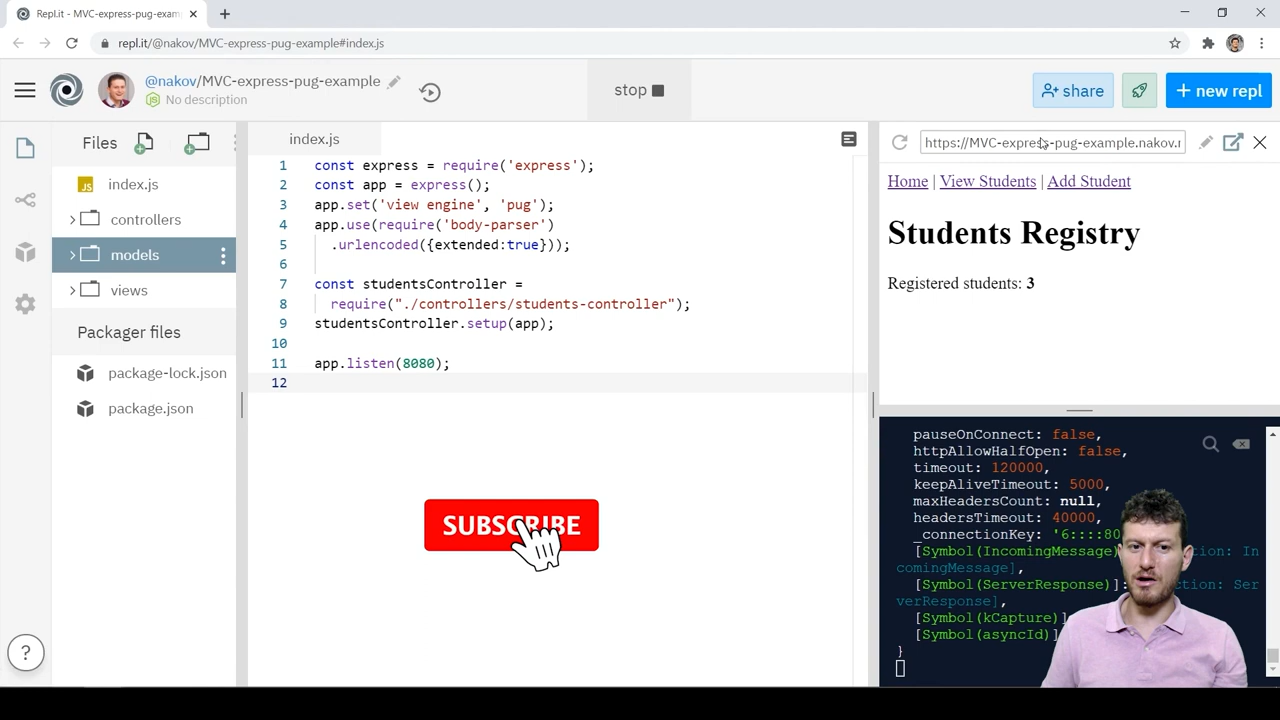 Repl.it - MVC-express-pug-exam
repl.it/@nakov/MVC-express-pug-example#index.js
@nakov/MVC-express-pug-example
No description
stop
share
+ new repl
Files
index.js
controllers
models
views
Packager files
package-lock.json
package.json
?
index.js
1 const express = require('express');
2 const app = express();
3 app.set('view engine', 'pug');
4 app.use(require('body-parser')
5 .urlencoded({extended:true}));
6
7 const studentsController =
8 require("./controllers/students-controller");
9 studentsController.setup(app);
10
11 app.listen(8080);
12
SUBSCRIBE
https://MVC-express-pug-example.nakov.r
Home | View Students | Add Student
Students Registry
Registered students: 3
pauseOnConnect: false,
httpAllowHalfOpen: false,
timeout: 120000,
keepAliveTimeout: 5000,
maxHeadersCount: null,
headersTimeout: 40000,
_connectionKey: '6::::80
[Symbol(IncomingMessage) ction: In
comingMessage],
[Symbol(ServerResponse)]: ction: Ser
verResponse],
[Symbol(kCapture)]
[Symbol(asyncId)]
}